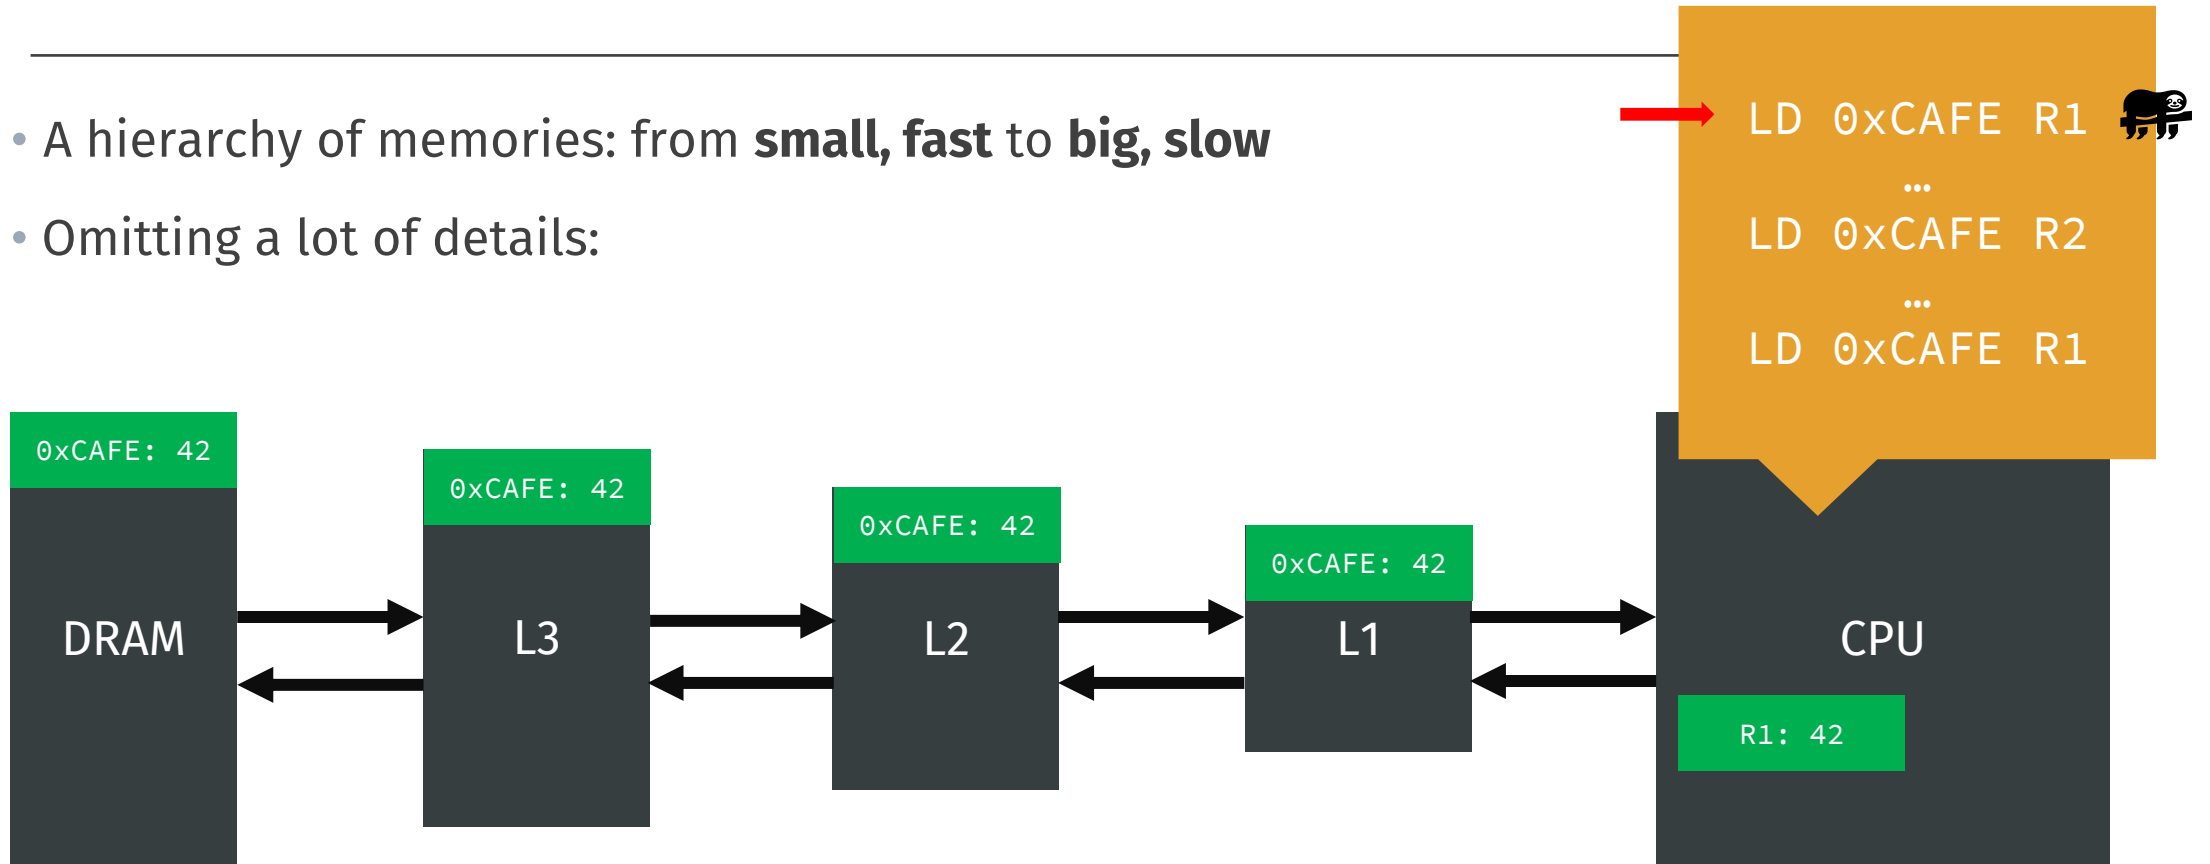 • A hierarchy of memories: from small, fast to big, slow
• Omitting a lot of details:
LD 0xCAFE R1
…
LD 0xCAFE R2
…
LD 0xCAFE R1
0xCAFE: 42
DRAM
0xCAFE: 42
L3
0xCAFE: 42
L2
0xCAFE: 42
L1
CPU
R1: 42